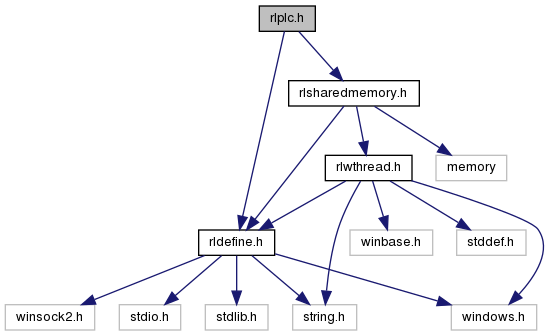 rlplc.h
rlsharedmemory.h
rlwthread.h
memory
rldefine.h
winbase.h
stddef.h
winsock2.h
stdio.h
stdlib.h
string.h
windows.h